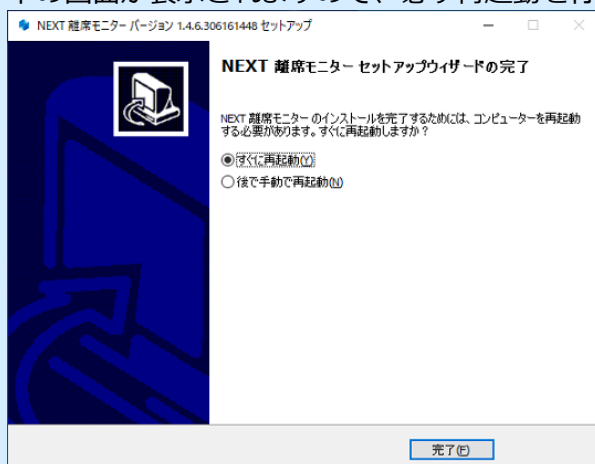 NEXT 離席モニター バージョン 1.4.6.306161448 セットアップ
NEXT 離席モニター セットアップウィザードの完了
NEXT 離席モニター のインストールを完了するためには、コンピューターを再起動
する必要があります。すぐに再起動しますか？
すぐに再起動(Y)
後で手動で再起動(N)
完了(F)